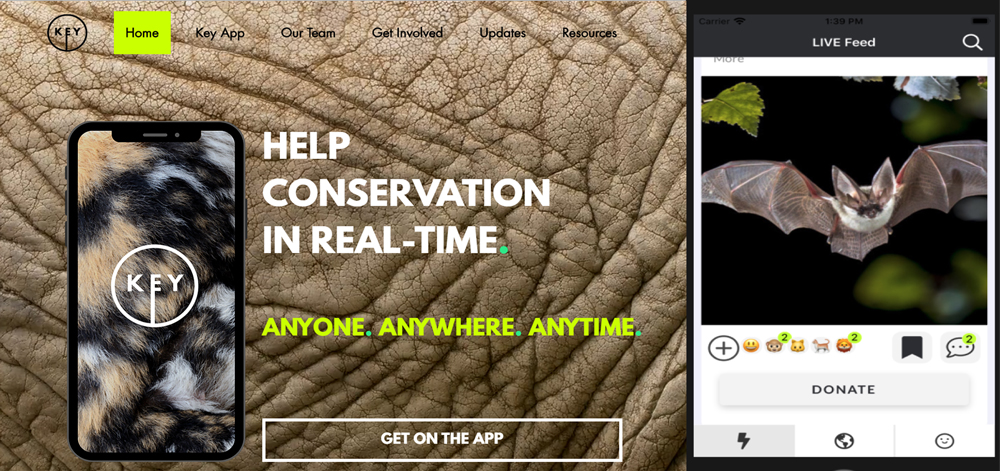 KEY
Home
Key App
Our Team
Get Involved
Updates
Resources
HELP
CONSERVATION
IN REAL-TIME.
ANYONE. ANYWHERE. ANYTIME.
GET ON THE APP
KEY
Carrier
1:39 PM
LIVE Feed
More
2
2
2
DONATE